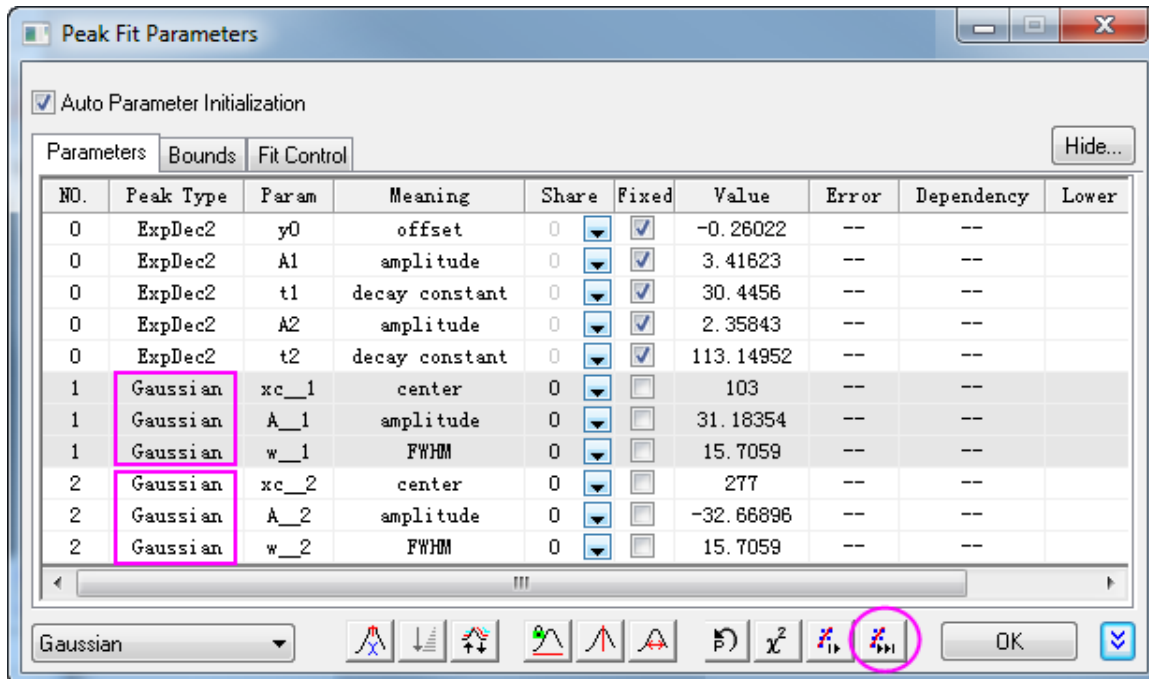 Peak Fit Parameters
Auto Parameter Initialization
Parameters Bounds Fit Control Hide...
NO. Peak Type Param Meaning Share Fixed Value Error Dependency Lower
0 ExpDec2 y0 offset 0 -0.26022 -- --
0 ExpDec2 A1 amplitude 0 3.41623 -- --
0 ExpDec2 t1 decay constant 0 30.4456 -- --
0 ExpDec2 A2 amplitude 0 2.35843 -- --
0 ExpDec2 t2 decay constant 0 113.14952 -- --
1 Gaussian xc__1 center 0 103 -- --
1 Gaussian A__1 amplitude 0 31.18354 -- --
1 Gaussian w__1 FWHM 0 15.7059 -- --
2 Gaussian xc__2 center 0 277 -- --
2 Gaussian A__2 amplitude 0 -32.66896 -- --
2 Gaussian w__2 FWHM 0 15.7059 -- --
Gaussian χ² OK